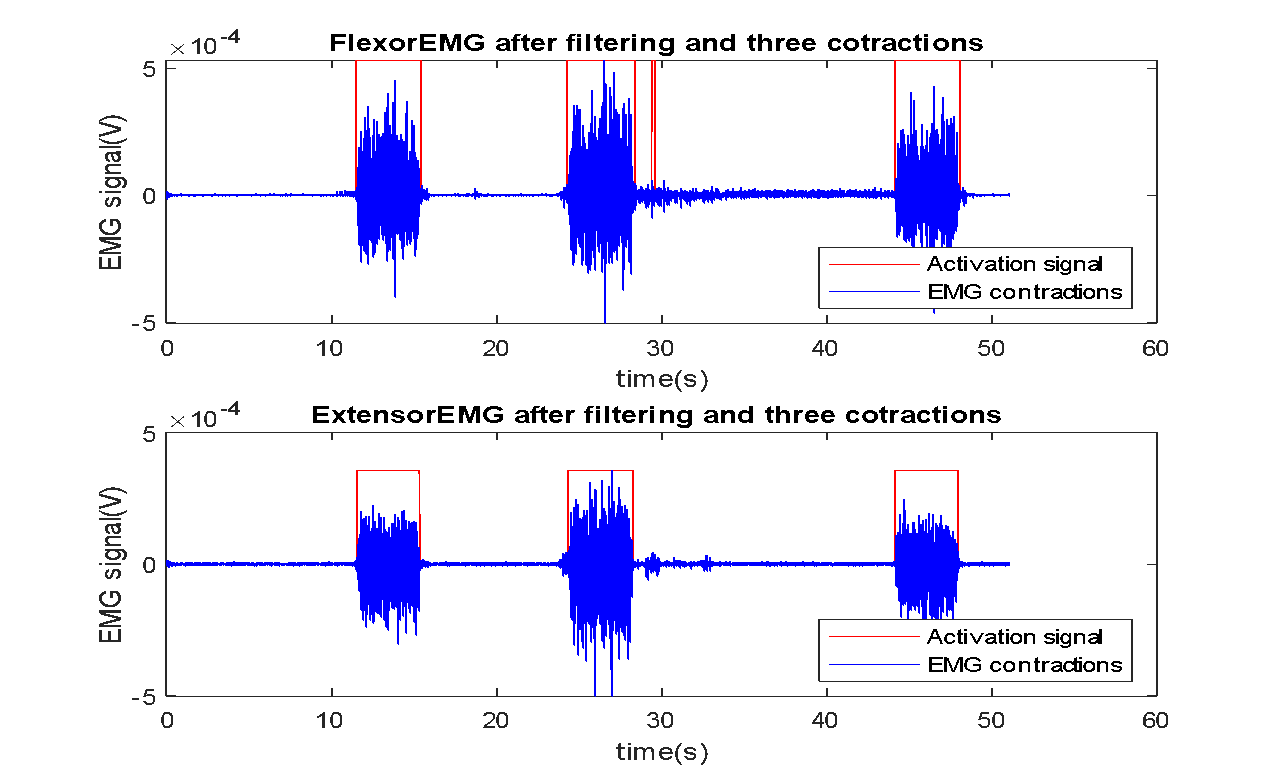 ×10-4
FlexorEMG after filtering and three cotractions
5
0
-5
EMG signal(V)
Activation signal
EMG contractions
0 10 20 30 40 50 60
time(s)
×10-4
ExtensorEMG after filtering and three cotractions
5
0
-5
EMG signal(V)
Activation signal
EMG contractions
0 10 20 30 40 50 60
time(s)